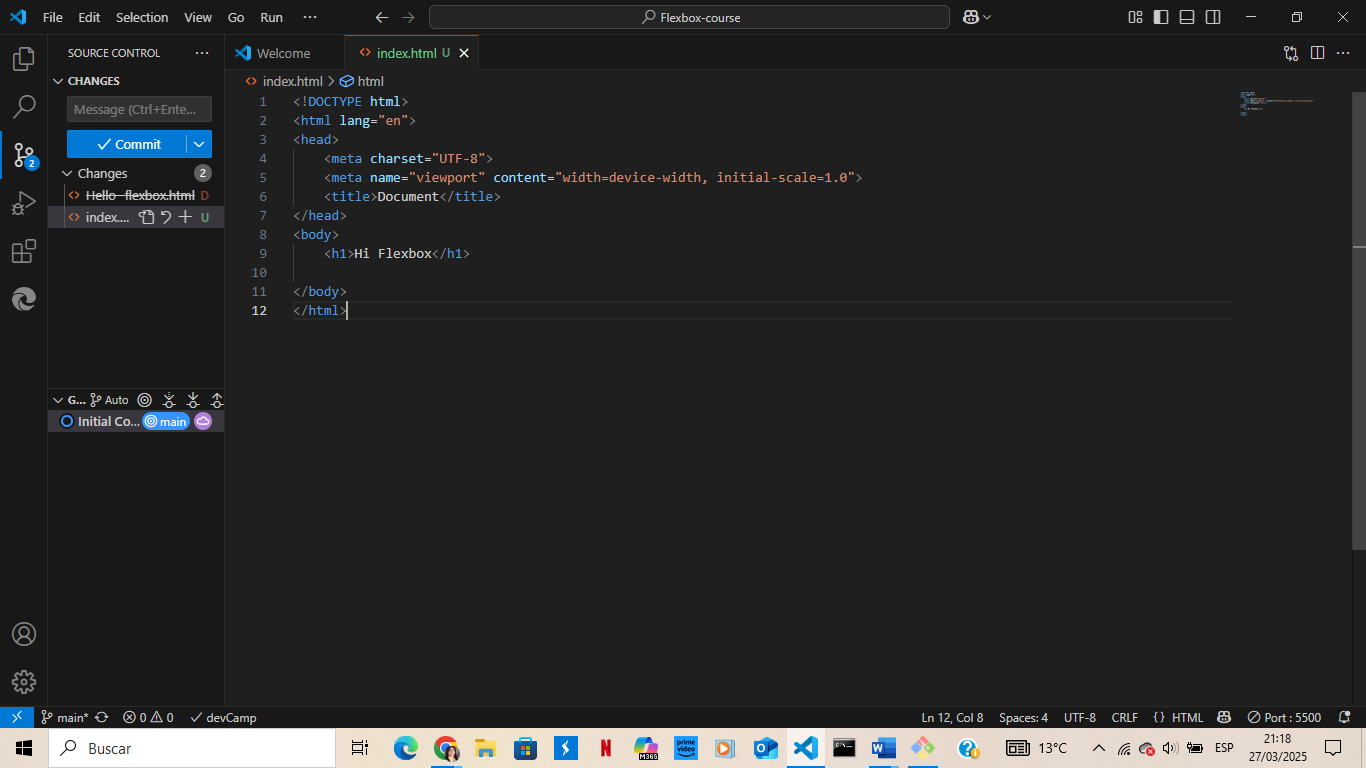 File Edit Selection View Go Run ···
Flexbox-course
SOURCE CONTROL ···
Welcome
index.html U
CHANGES
index.html > html
Message (Ctrl+Ente...
Commit
Changes 2
Hello flexbox.html D
index.... U
2
1 <!DOCTYPE html>
2 <html lang="en">
3 <head>
4 <meta charset="UTF-8">
5 <meta name="viewport" content="width=device-width, initial-scale=1.0">
6 <title>Document</title>
7 </head>
8 <body>
9 <h1>Hi Flexbox</h1>
10
11 </body>
12 </html>
G... Auto
Initial Co... main
main* 0 0 devCamp
Ln 12, Col 8 Spaces: 4 UTF-8 CRLF {} HTML Port : 5500
Buscar
M365
prime video
13°C
ESP
21:18
27/03/2025